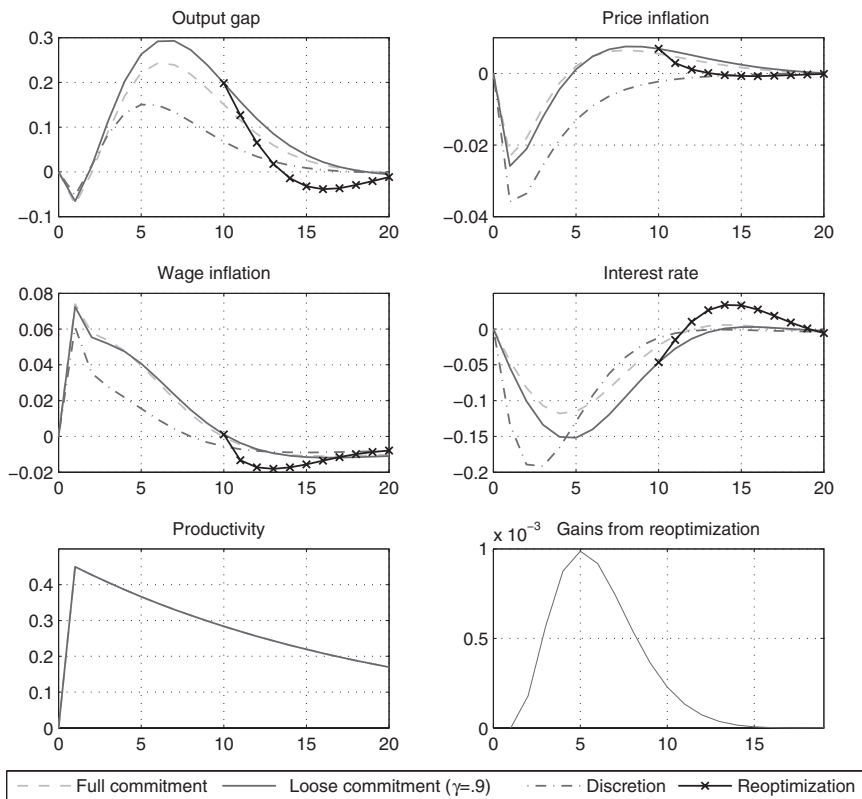 Output gap
0.3
0.2
0.1
0
−0.1
0 5 10 15 20
Price inflation
0
−0.02
−0.04
0 5 10 15 20
Wage inflation
0.08
0.06
0.04
0.02
0
−0.02
0 5 10 15 20
Interest rate
0
−0.05
−0.1
−0.15
−0.2
0 5 10 15 20
Productivity
0.4
0.3
0.2
0.1
0
0 5 10 15 20
Gains from reoptimization
x 10−3
1
0.5
0
0 5 10 15
Full commitment Loose commitment (γ=.9) Discretion Reoptimization